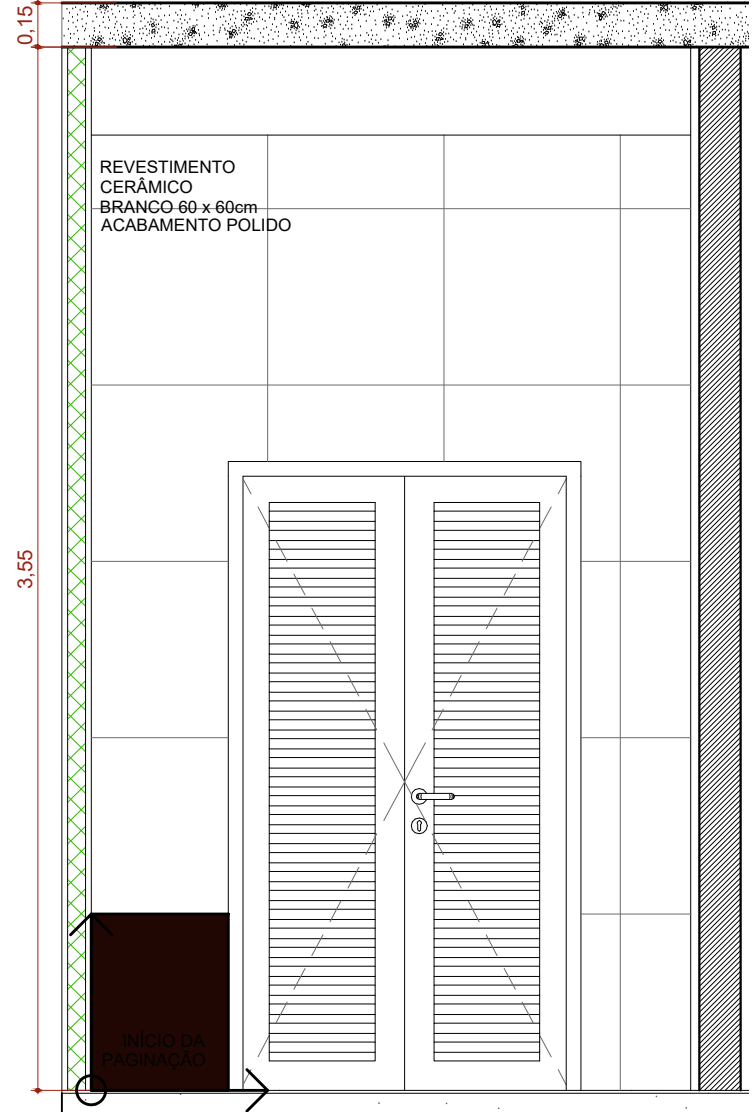 0,15
REVESTIMENTO
CERÂMICO
BRANCO 60 x 60cm
ACABAMENTO POLIDO
3,55
INÍCIO DA
PAGINAÇÃO